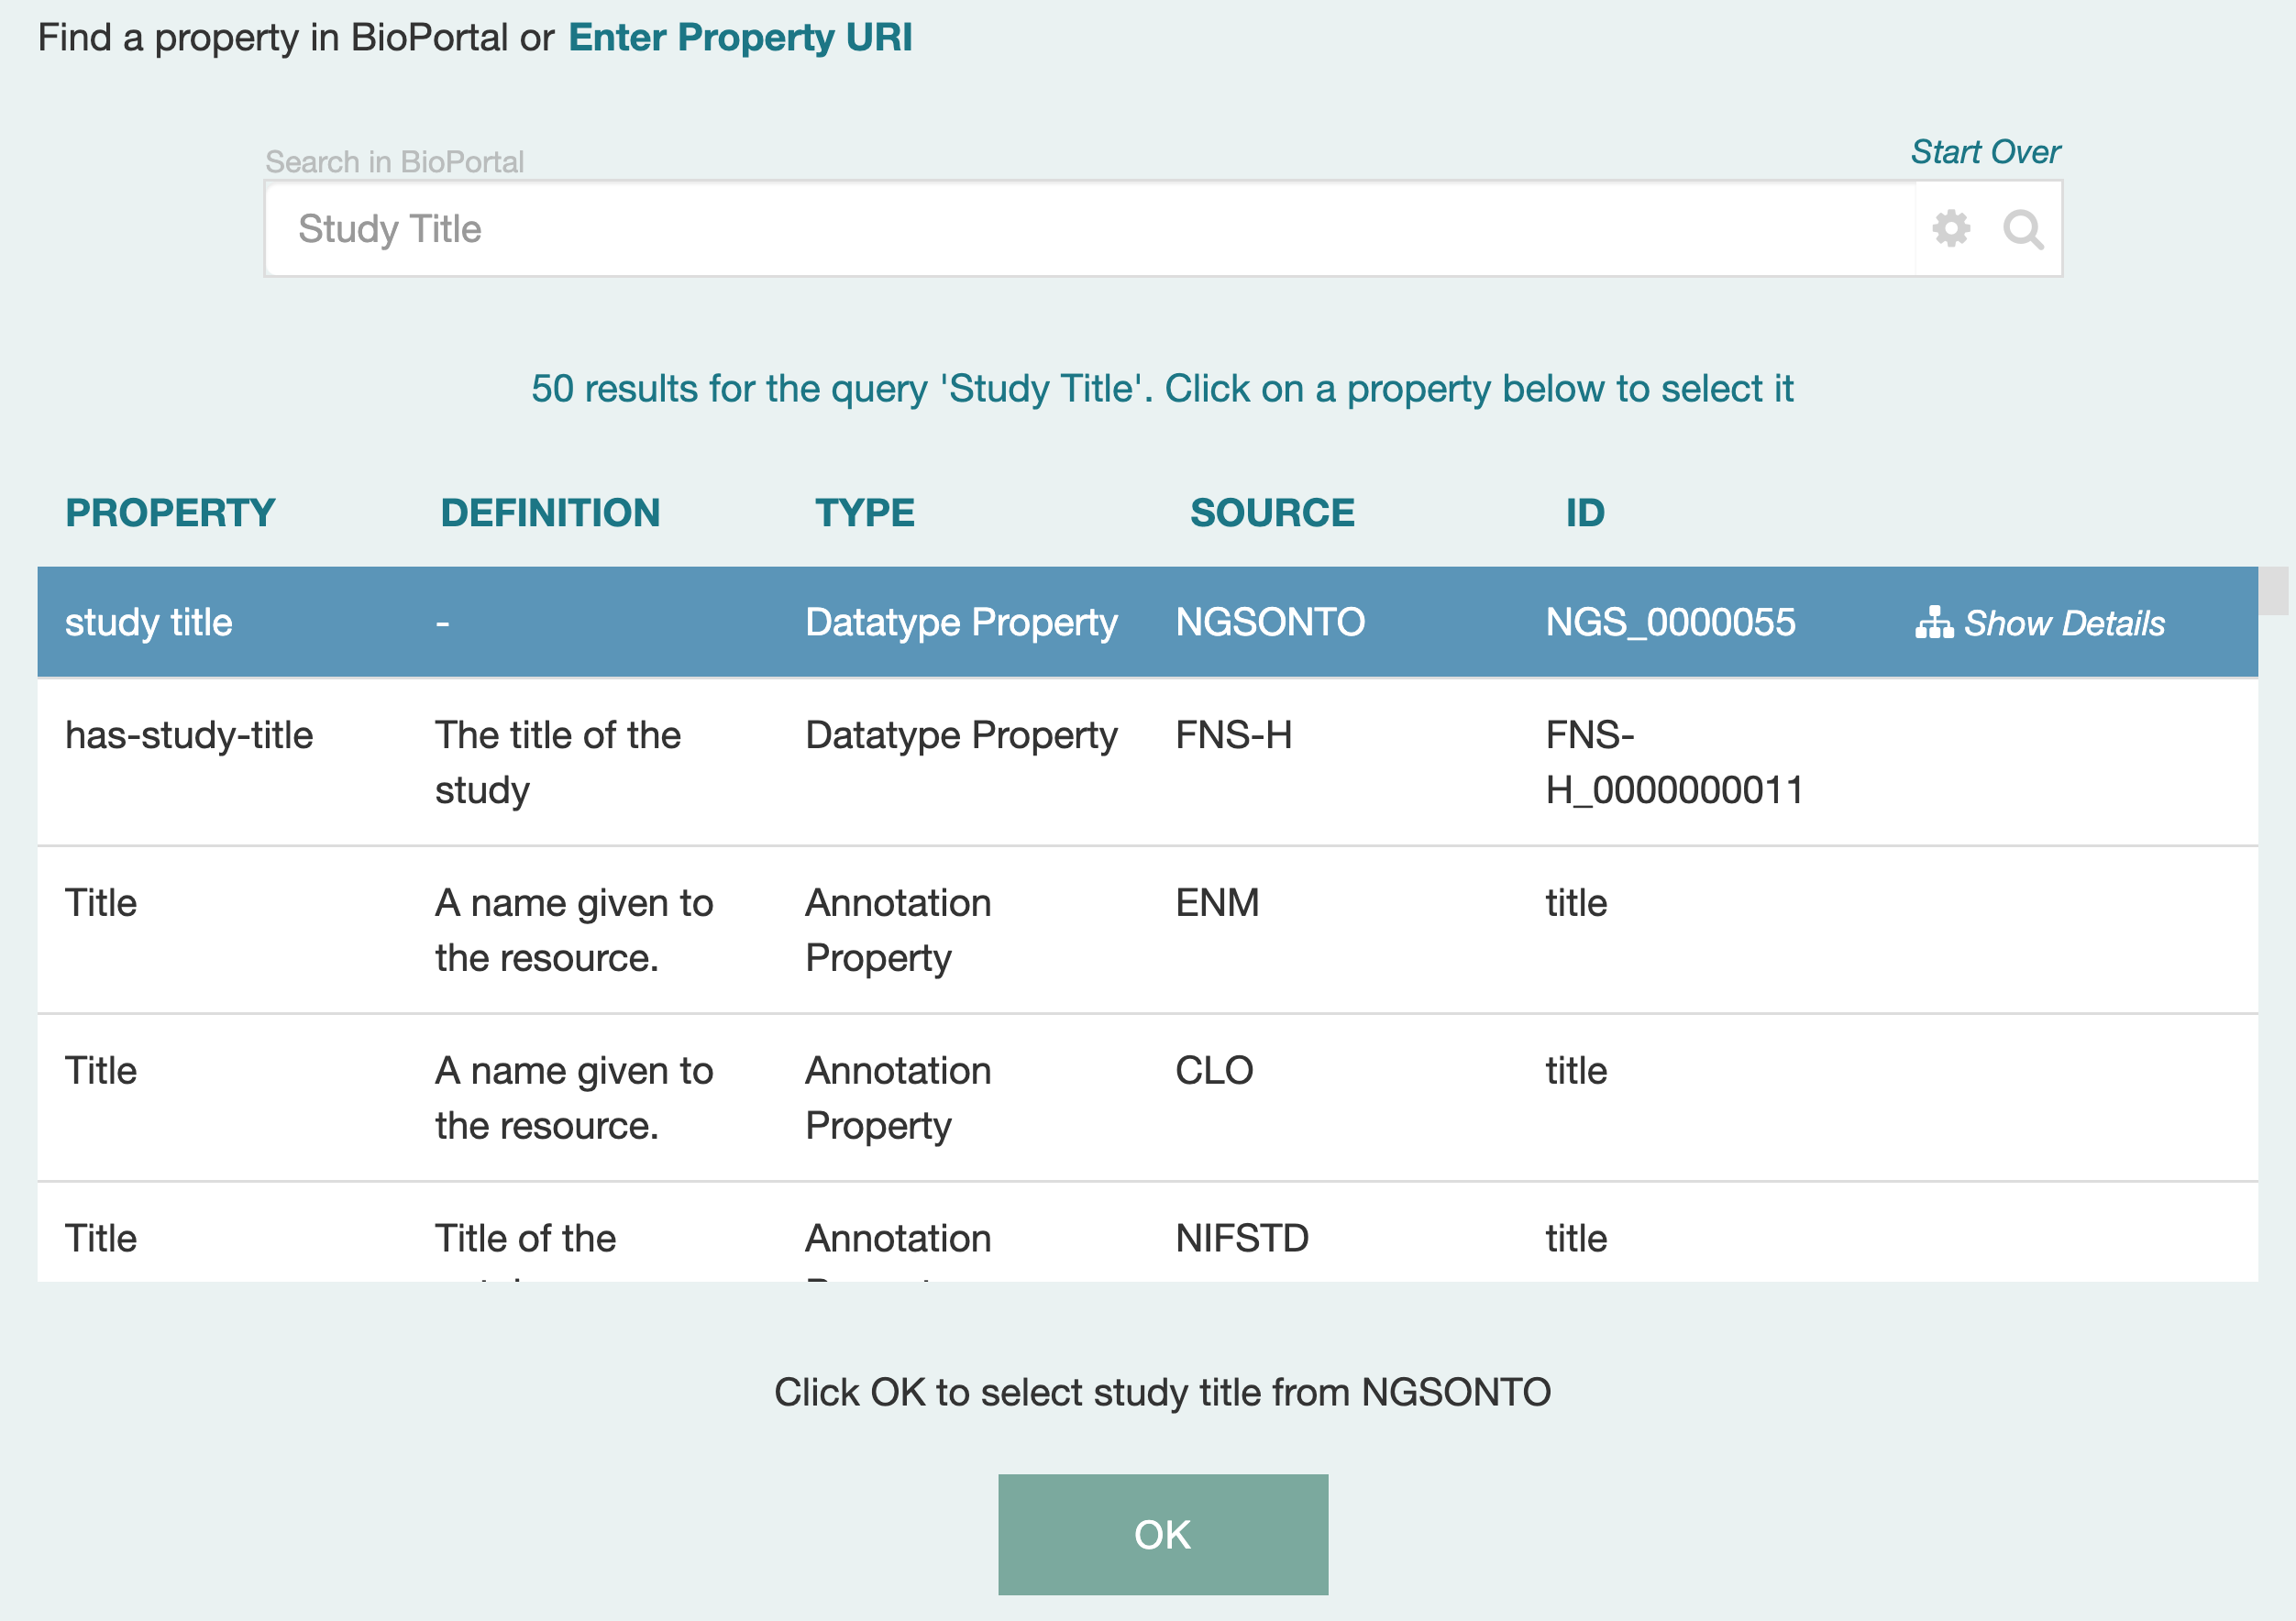 Find a property in BioPortal or Enter Property URI
Start Over
Search in BioPortal
Study Title
50 results for the query 'Study Title'. Click on a property below to select it
PROPERTY DEFINITION TYPE SOURCE ID
study title - Datatype Property NGSONTO NGS_0000055 Show Details
has-study-title The title of the Datatype Property FNS-H FNS-
study H_0000000011
Title A name given to Annotation ENM title
the resource. Property
Title A name given to Annotation CLO title
the resource. Property
Title Title of the Annotation NIFSTD title
Click OK to select study title from NGSONTO
OK